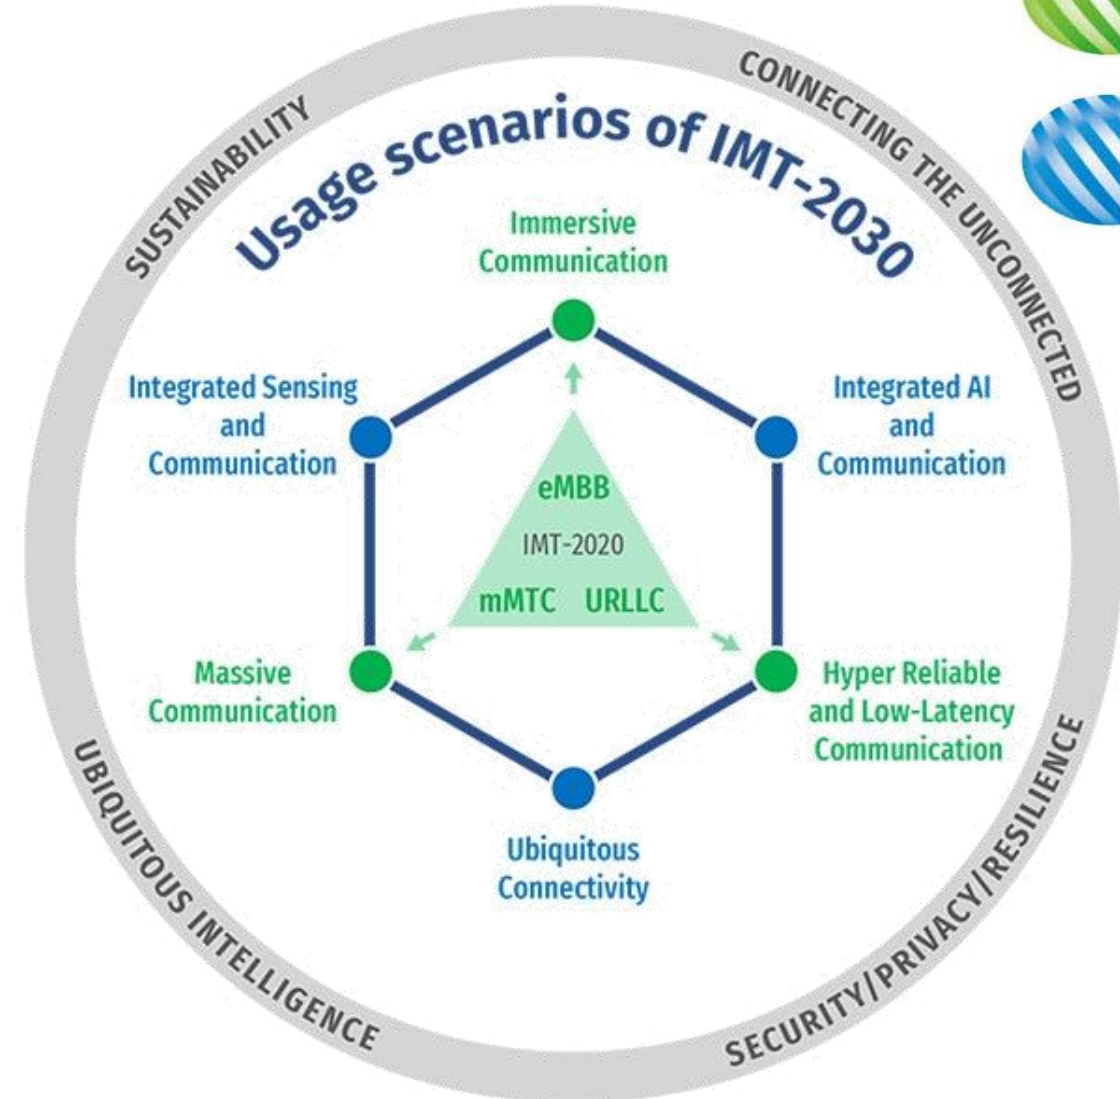 SUSTAINABILITY
CONNECTING THE UNCONNECTED
Usage scenarios of IMT-2030
Immersive
Communication
Integrated Sensing
and
Communication
Integrated AI
and
Communication
eMBB
IMT-2020
mMTC URLLC
Massive
Communication
Hyper Reliable
and Low-Latency
Communication
Ubiquitous
Connectivity
UBIQUITOUS INTELLIGENCE
SECURITY/PRIVACY/RESILIENCE